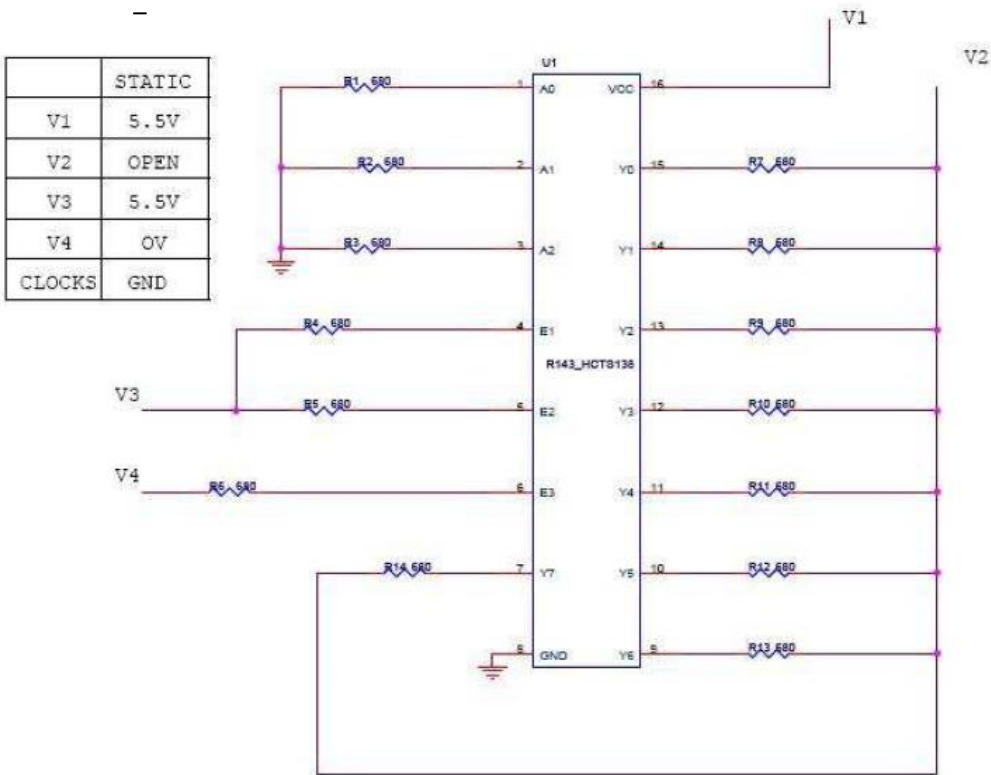 V1
V2
STATIC
V1 5.5V
V2 OPEN
V3 5.5V
V4 0V
CLOCKS GND
U1
R1 680 1 A0 VCC 16
R2 680 2 A1 Y0 15 R7 680
R3 680 3 A2 Y1 14 R8 680
R4 680 4 E1 Y2 13 R9 680
R143_HCTS138
V3
R5 680 5 E2 Y3 12 R10 680
V4
R6 680 6 E3 Y4 11 R11 680
R14 680 7 Y7 Y5 10 R12 680
8 GND Y6 9 R13 680